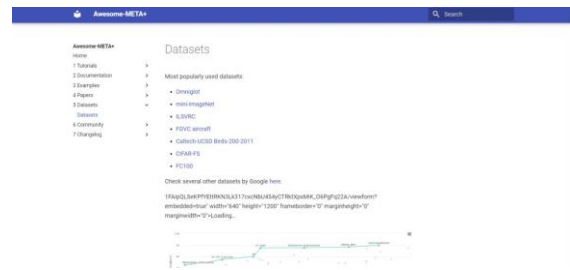 Awesome-META+
Search
Awesome-META+
Home
1 Tutorials
2 Documentation
3 Examples
4 Papers
5 Datasets
Datasets
6 Community
7 Changelog
Datasets
Most popularly used datasets
Omniglot
mini-ImageNet
ILSVRC
FGVC aircraft
Caltech-UCSD Birds-200-2011
CIFAR-FS
FC100
Check several other datasets by Google here.
embedded=true" width="640" height="1200" frameborder="0" marginheight="0"
marginwidth="0">Loading…